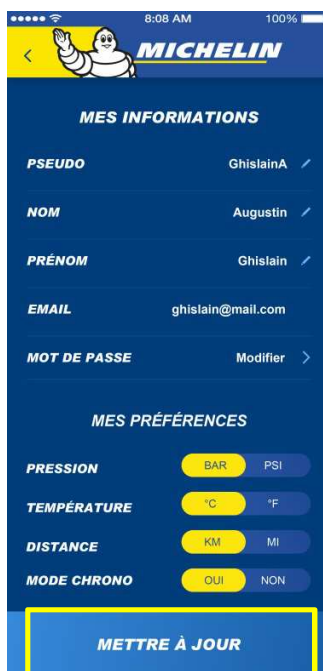 8:08 AM 100%
MICHELIN
MES INFORMATIONS
PSEUDO GhislainA
NOM Augustin
PRÉNOM Ghislain
EMAIL ghislain@mail.com
MOT DE PASSE Modifier
MES PRÉFÉRENCES
PRESSION BAR PSI
TEMPÉRATURE °C °F
DISTANCE KM MI
MODE CHRONO OUI NON
METTRE À JOUR